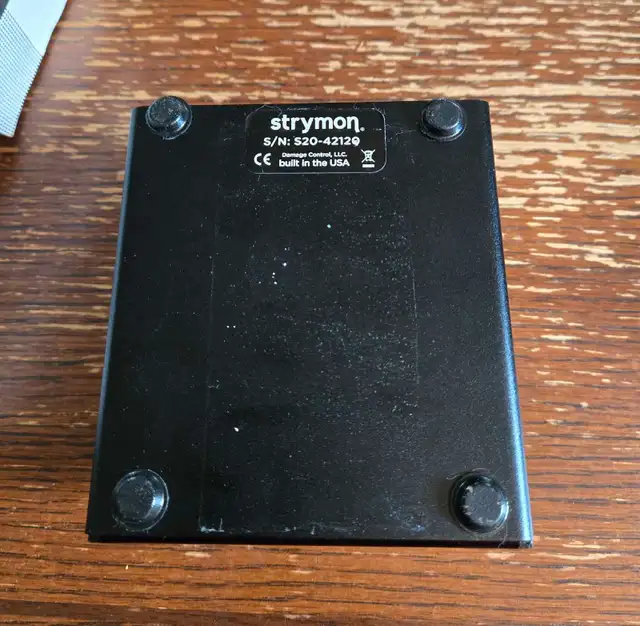 strymon®
S/N: S20-42120
Damage Control, LLC.
CE built in the USA